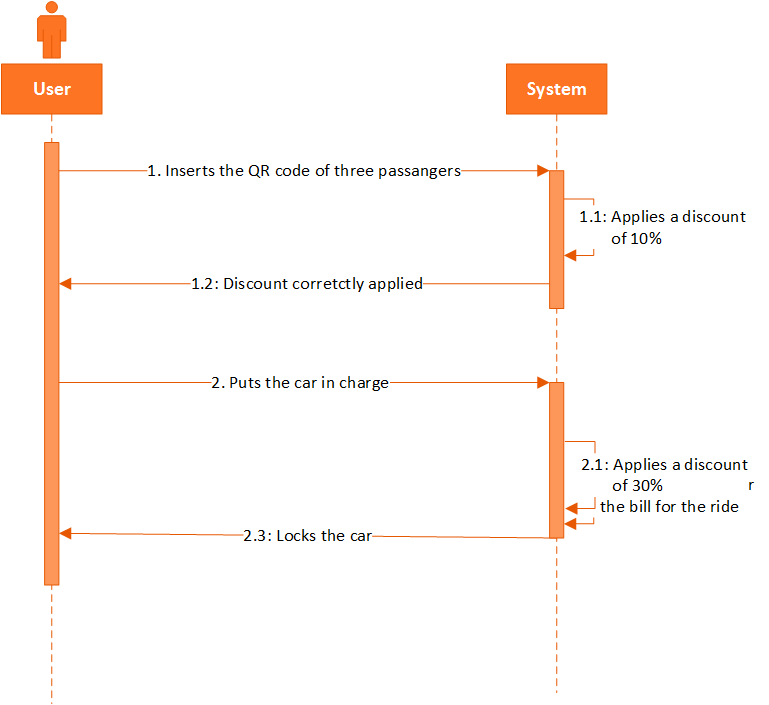 User
System
1. Inserts the QR code of three passangers
1.1: Applies a discount
of 10%
1.2: Discount corretctly applied
2. Puts the car in charge
2.1: Applies a discount
of 30% r
the bill for the ride
2.3: Locks the car